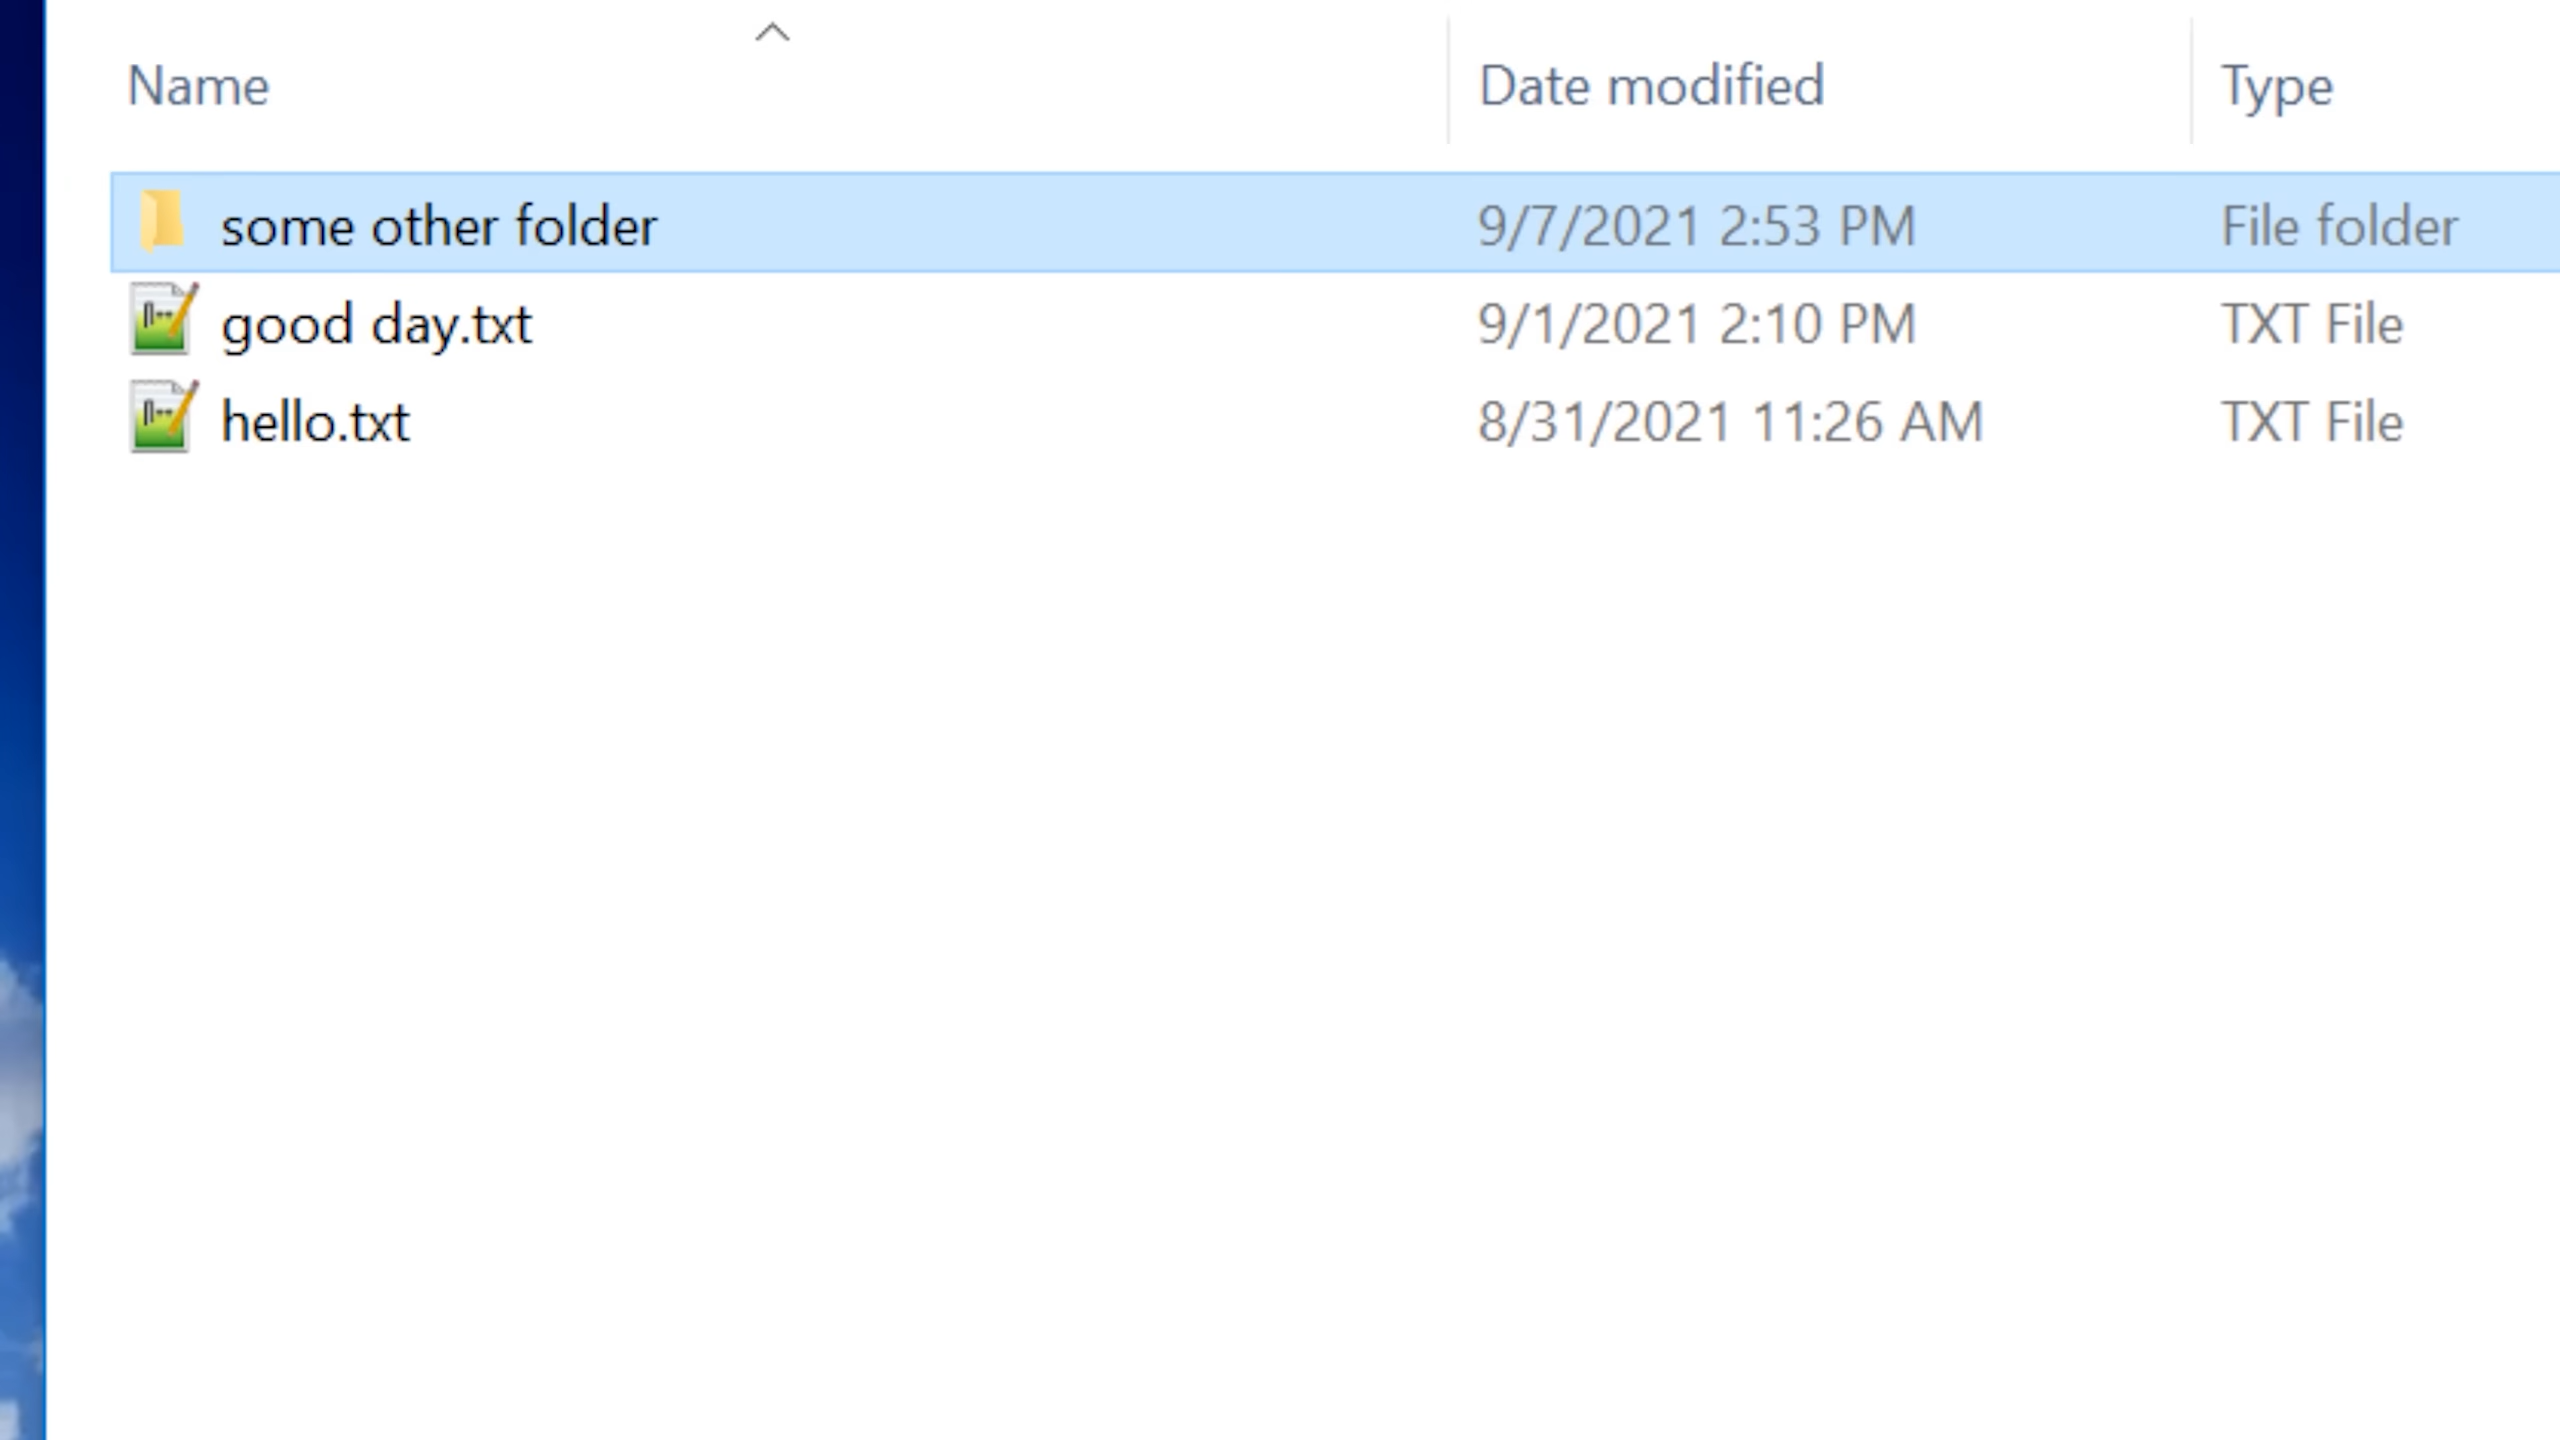 Name Date modified Type
some other folder 9/7/2021 2:53 PM File folder
good day.txt 9/1/2021 2:10 PM TXT File
hello.txt 8/31/2021 11:26 AM TXT File